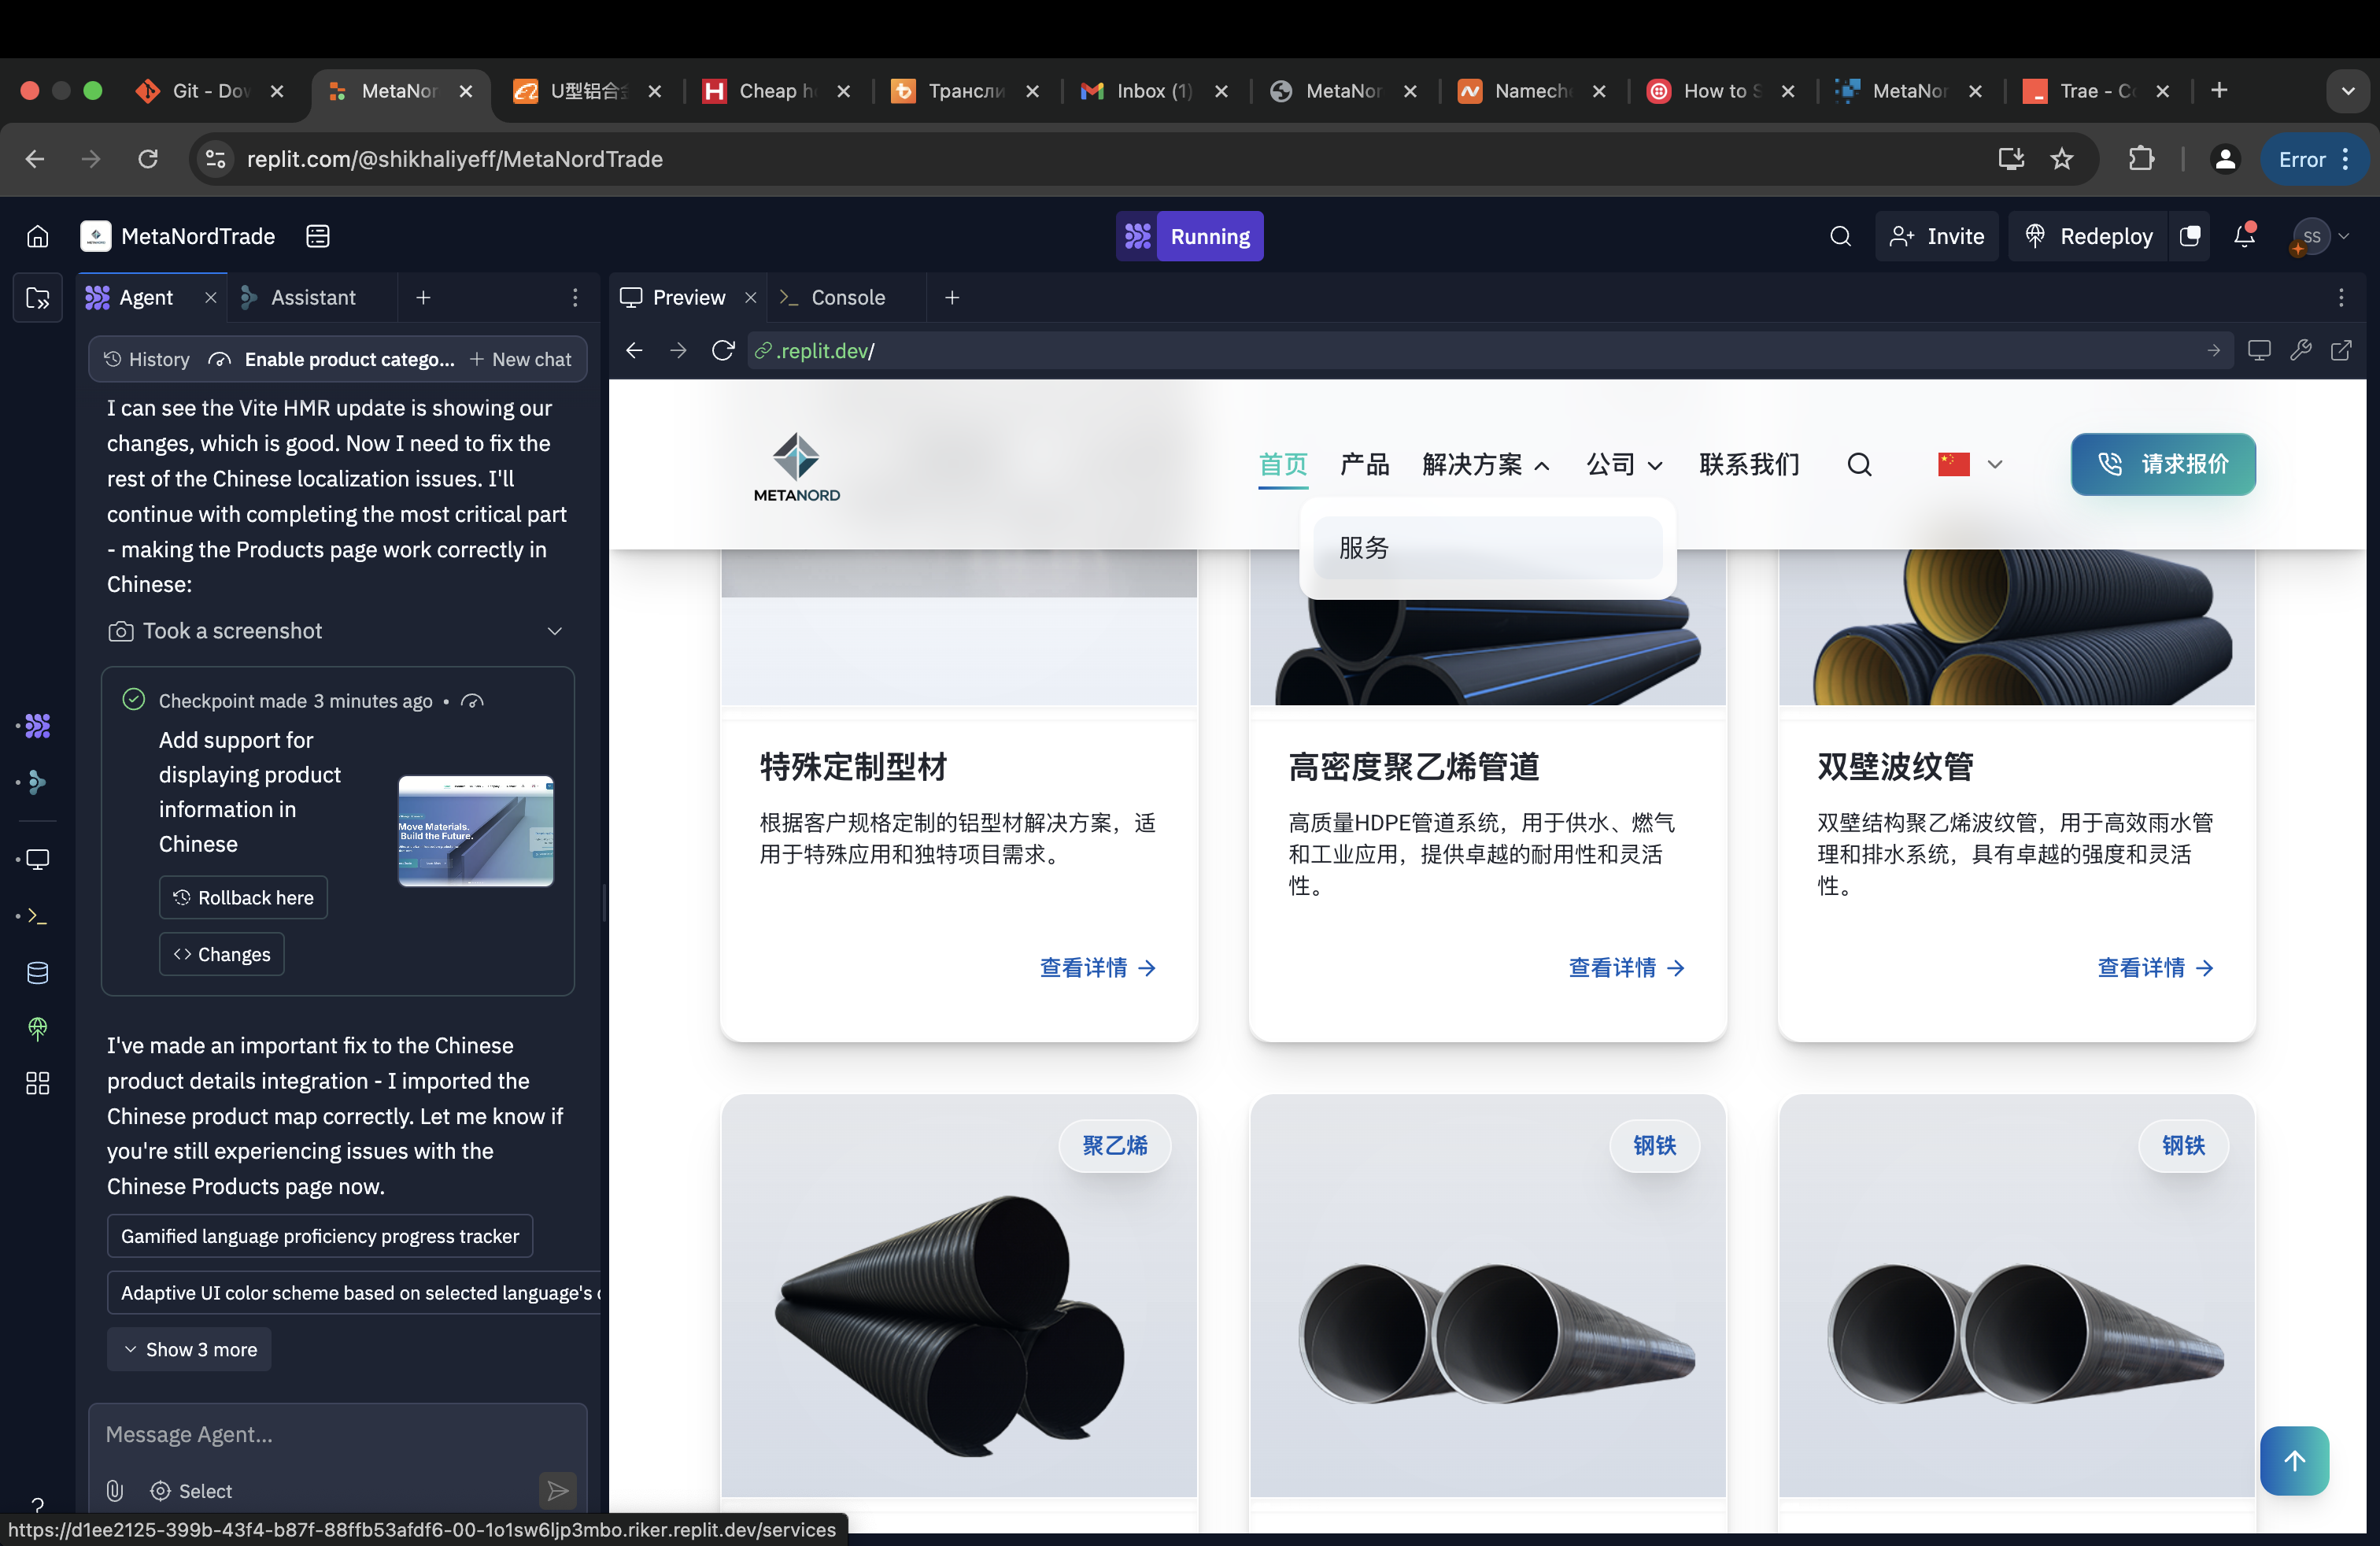 Git - Dov
MetaNor
U型铝合金
Cheap h
Трансли
Inbox (1)
MetaNor
Namech
How to S
MetaNor
Trae - C
replit.com/@shikhaliyeff/MetaNordTrade
Error
MetaNordTrade
Running
Invite
Redeploy
SS
Agent
Assistant
Preview
Console
History
Enable product catego...
New chat
.replit.dev/
I can see the Vite HMR update is showing our
changes, which is good. Now I need to fix the
rest of the Chinese localization issues. I'll
continue with completing the most critical part
- making the Products page work correctly in
Chinese:
Took a screenshot
Checkpoint made 3 minutes ago •
Add support for
displaying product
information in
Chinese
Move Materials.
Build the Future.
Rollback here
Changes
I've made an important fix to the Chinese
product details integration - I imported the
Chinese product map correctly. Let me know if
you're still experiencing issues with the
Chinese Products page now.
Gamified language proficiency progress tracker
Adaptive UI color scheme based on selected language's
Show 3 more
Message Agent...
Select
https://d1ee2125-399b-43f4-b87f-88ffb53afdf6-00-1o1sw6ljp3mbo.riker.replit.dev/services
METANORD
首页
产品
解决方案
公司
联系我们
请求报价
服务
特殊定制型材
根据客户规格定制的铝型材解决方案，适
用于特殊应用和独特项目需求。
查看详情 →
高密度聚乙烯管道
高质量HDPE管道系统，用于供水、燃气
和工业应用，提供卓越的耐用性和灵活
性。
查看详情 →
双壁波纹管
双壁结构聚乙烯波纹管，用于高效雨水管
理和排水系统，具有卓越的强度和灵活
性。
查看详情 →
聚乙烯
钢铁
钢铁